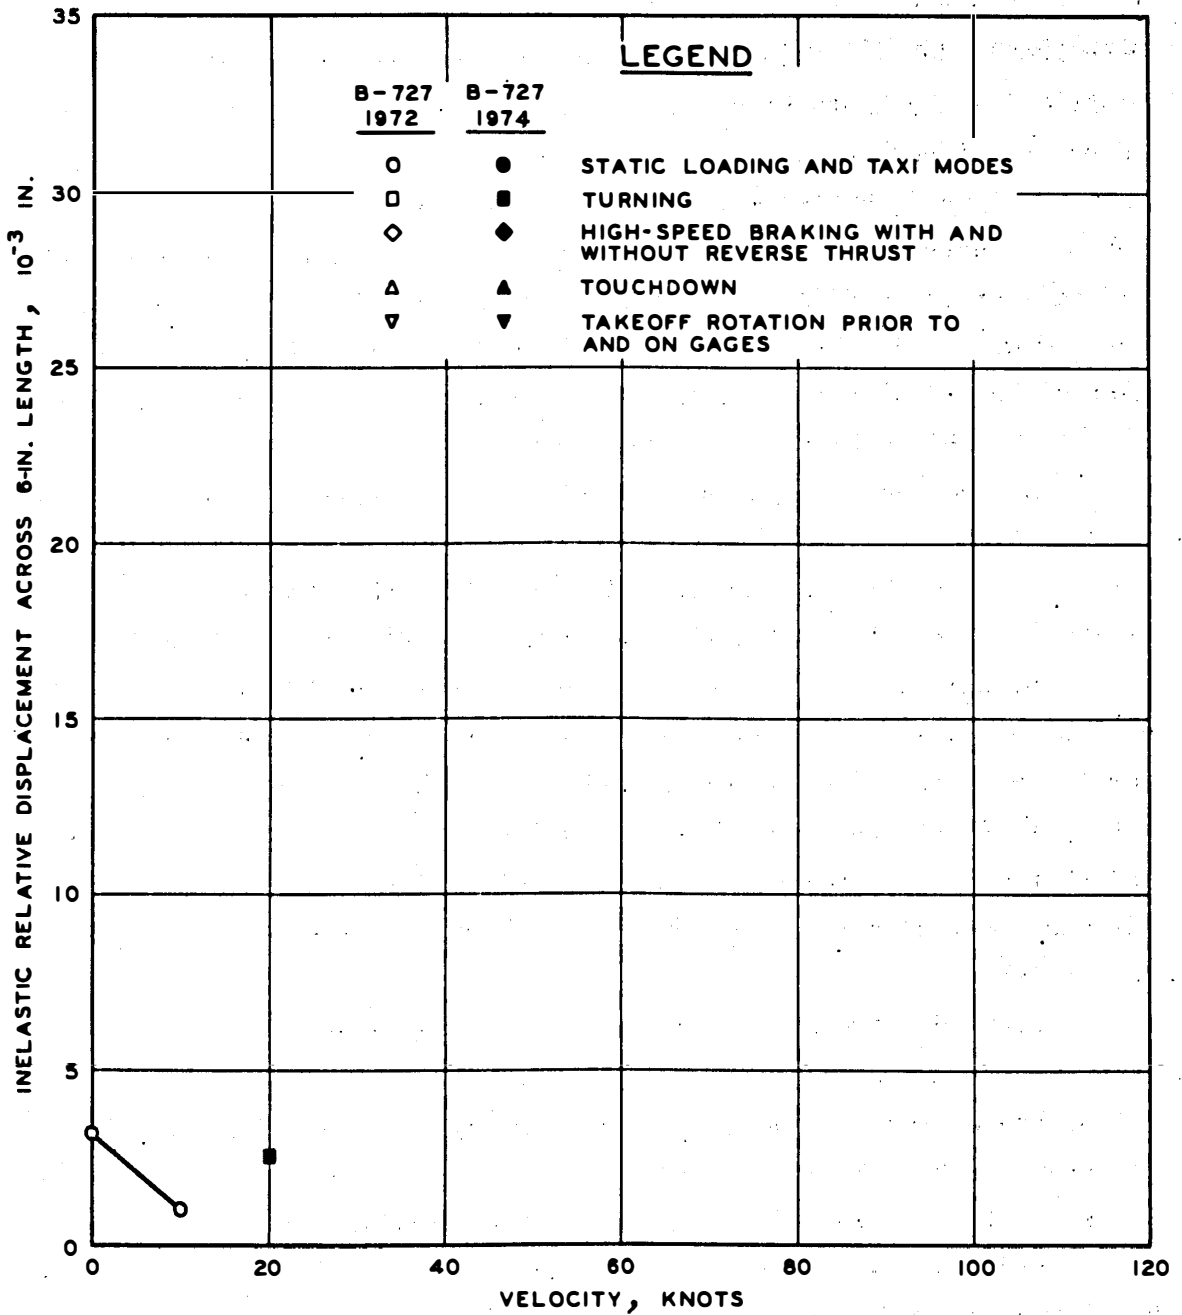 LEGEND
B-727 B-727
1972 1974
STATIC LOADING AND TAXI MODES
TURNING
HIGH-SPEED BRAKING WITH AND
WITHOUT REVERSE THRUST
TOUCHDOWN
TAKEOFF ROTATION PRIOR TO
AND ON GAGES
INELASTIC RELATIVE DISPLACEMENT ACROSS 6-IN. LENGTH, 10⁻³ IN.
35
30
25
20
15
10
5
0
0 20 40 60 80 100 120
VELOCITY, KNOTS